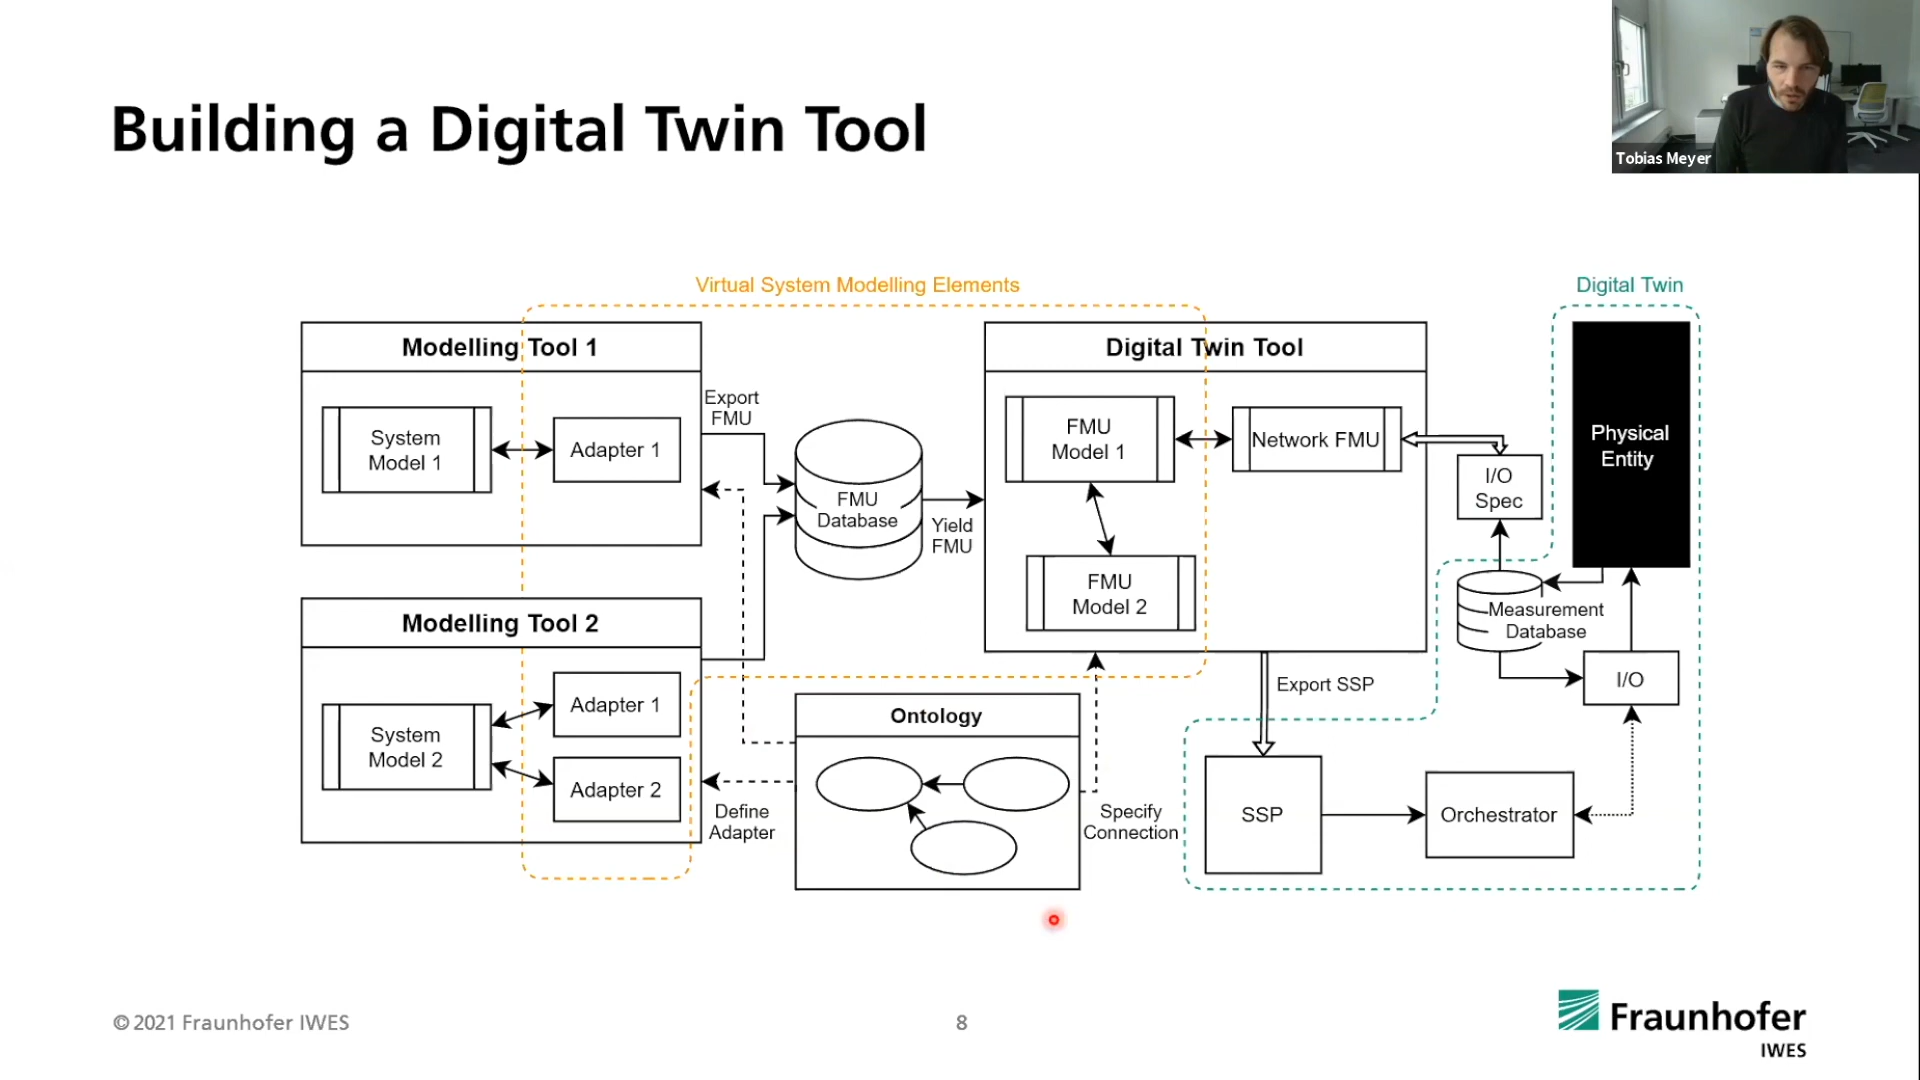 Building a Digital Twin Tool
Tobias Meyer
Virtual System Modelling Elements
Digital Twin
Modelling Tool 1
System
Model 1
Adapter 1
Export
FMU
FMU
Database
Yield
FMU
Digital Twin Tool
FMU
Model 1
Network FMU
FMU
Model 2
I/O
Spec
Physical
Entity
Measurement
Database
I/O
Modelling Tool 2
System
Model 2
Adapter 1
Adapter 2
Define
Adapter
Ontology
Specify
Connection
Export SSP
SSP
Orchestrator
© 2021 Fraunhofer IWES
8
Fraunhofer
IWES